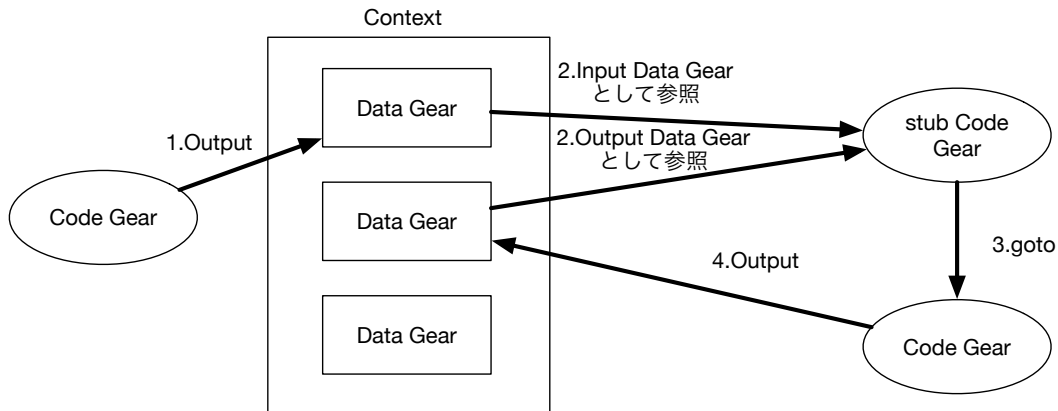 Context
Data Gear
2.Input Data Gear
として参照
1.Output
stub Code
Gear
2.Output Data Gear
として参照
Code Gear
Data Gear
3.goto
4.Output
Data Gear
Code Gear